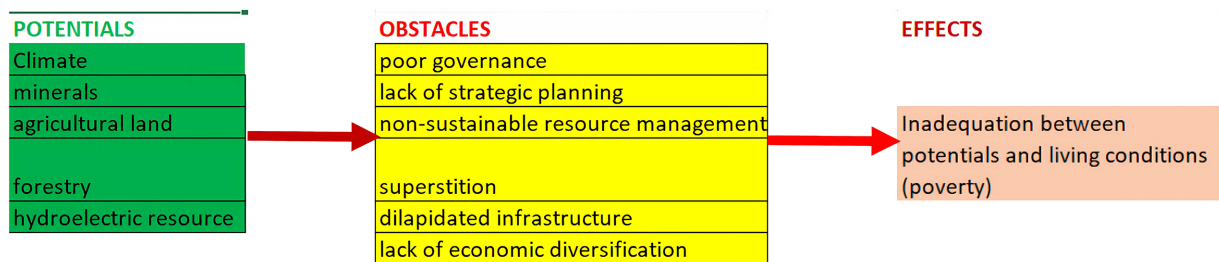 POTENTIALS
Climate
minerals
agricultural land
forestry
hydroelectric resource
OBSTACLES
poor governance
lack of strategic planning
non-sustainable resource management
superstition
dilapidated infrastructure
lack of economic diversification
EFFECTS
Inadequation between
potentials and living conditions
(poverty)